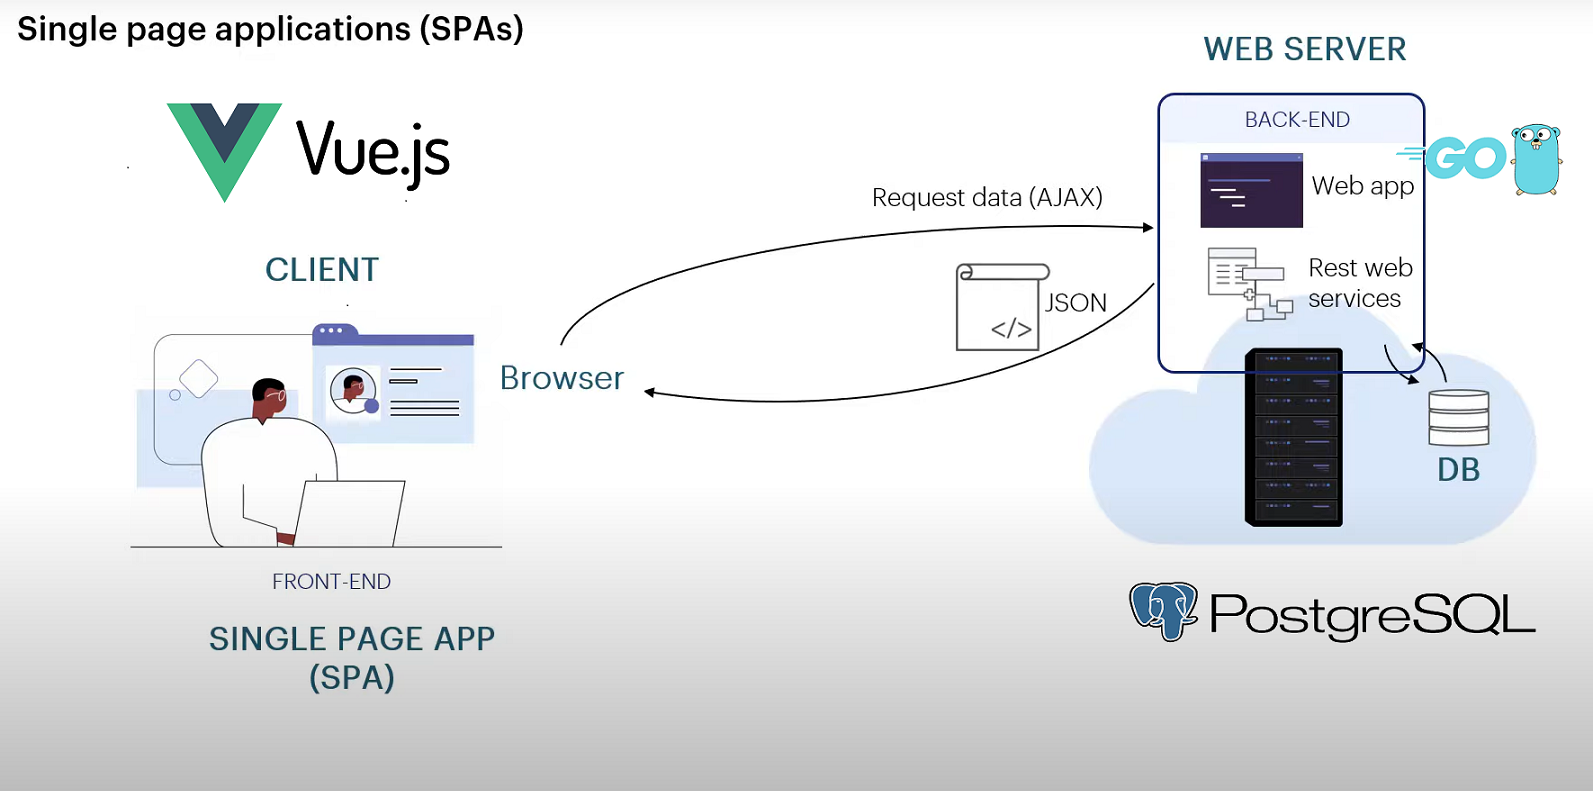 Single page applications (SPAs)
WEB SERVER
Vue.js
BACK-END
GO
Web app
Request data (AJAX)
CLIENT
Rest web
services
JSON
</>
Browser
DB
FRONT-END
PostgreSQL
SINGLE PAGE APP
(SPA)